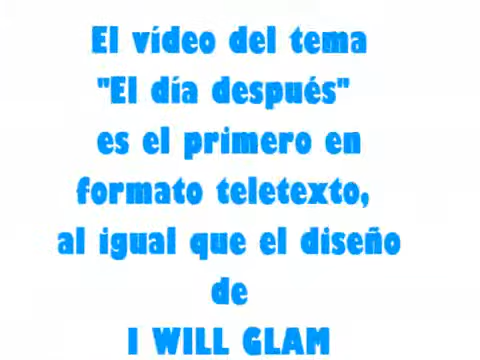 El vídeo del tema
"El día después"
es el primero en
formato teletexto,
al igual que el diseño
de
I WILL GLAM